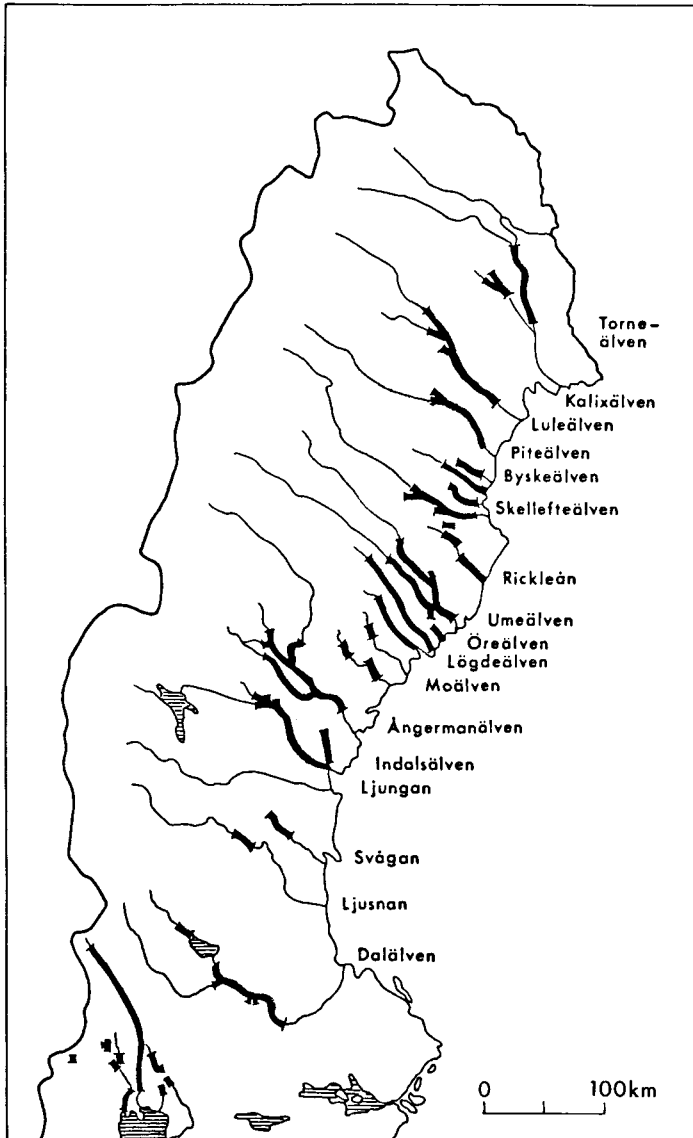 Torne-
älven
Kalixälven
Luleälven
Piteälven
Byskeälven
Skellefteälven
Rickleån
Umeälven
Öreälven
Lögdeälven
Moälven
Ångermanälven
Indalsälven
Ljungan
Svågan
Ljusnan
Dalälven
0 100km